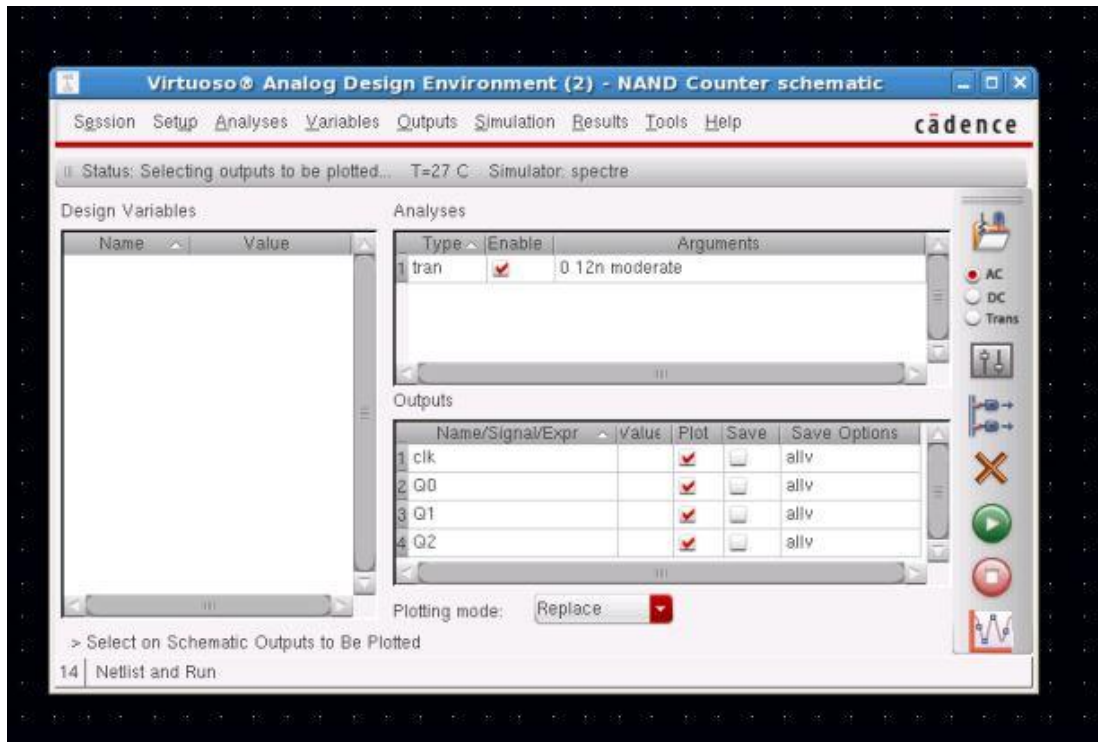 Virtuoso® Analog Design Environment (2) - NAND Counter schematic
Session Setup Analyses Variables Outputs Simulation Results Tools Help cādence
Status: Selecting outputs to be plotted... T=27 C Simulator: spectre
Design Variables
Name Value
Analyses
Type Enable Arguments
1 tran 0 12n moderate
Outputs
Name/Signal/Expr Value Plot Save Save Options
1 clk allv
2 Q0 allv
3 Q1 allv
4 Q2 allv
Plotting mode: Replace
AC
DC
Trans
> Select on Schematic Outputs to Be Plotted
14 Netlist and Run